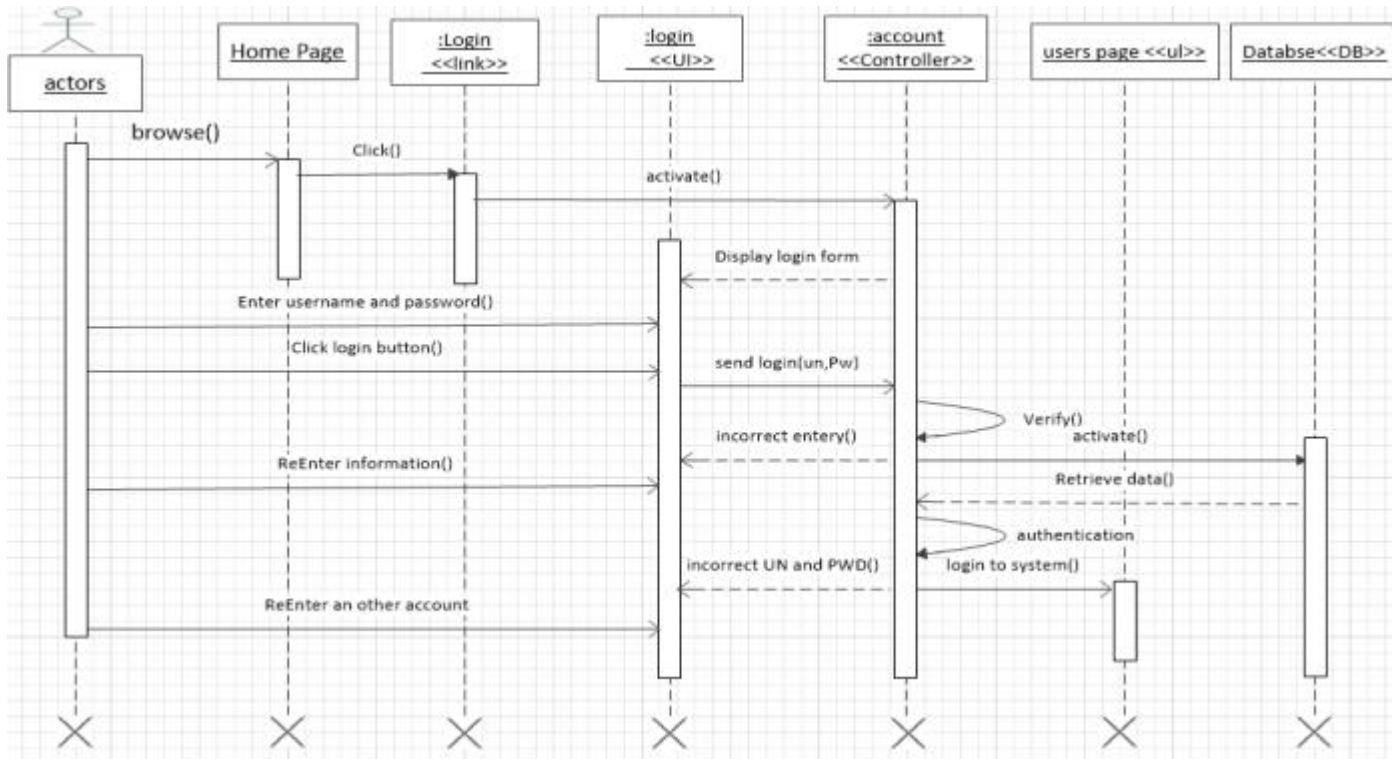 actors
Home Page
:Login
<<link>>
:login
<<UI>>
:account
<<Controller>>
users page <<ul>>
Databse<<DB>>
browse()
Click()
activate()
Display login form
Enter username and password()
Click login button()
send login(un,Pw)
Verify()
incorrect entery()
activate()
ReEnter information()
Retrieve data()
authentication
incorrect UN and PWD()
login to system()
ReEnter an other account